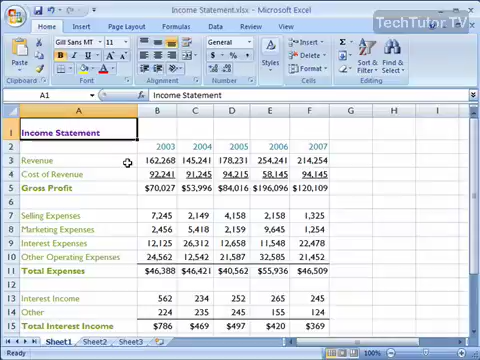 Income Statement.xlsx - Microsoft Excel
TechTutor.TV
Home Insert Page Layout Formulas Data Review View
Paste
Gill Sans MT 11
General
Styles
Insert
Delete
Format
Sort & Filter
Find & Select
Clipboard Font Alignment Number Cells Editing
A1 fx Income Statement
A B C D E F G H I
1 Income Statement
2 2003 2004 2005 2006 2007
3 Revenue 162,268 145,241 178,231 254,241 214,254
4 Cost of Revenue 92,241 91,245 94,215 58,145 94,145
5 Gross Profit $70,027 $53,996 $84,016 $196,096 $120,109
6
7 Selling Expenses 7,245 2,149 4,158 2,158 1,325
8 Marketing Expenses 2,456 5,418 2,159 9,645 1,254
9 Interest Expenses 12,125 26,312 12,658 11,548 22,478
10 Other Operating Expenses 24,562 12,542 21,587 32,585 21,452
11 Total Expenses $46,388 $46,421 $40,562 $55,936 $46,509
12
13 Interest Income 562 234 252 265 245
14 Other 224 235 245 155 124
15 Total Interest Income $786 $469 $497 $420 $369
Sheet1 Sheet2 Sheet3
Ready 100%